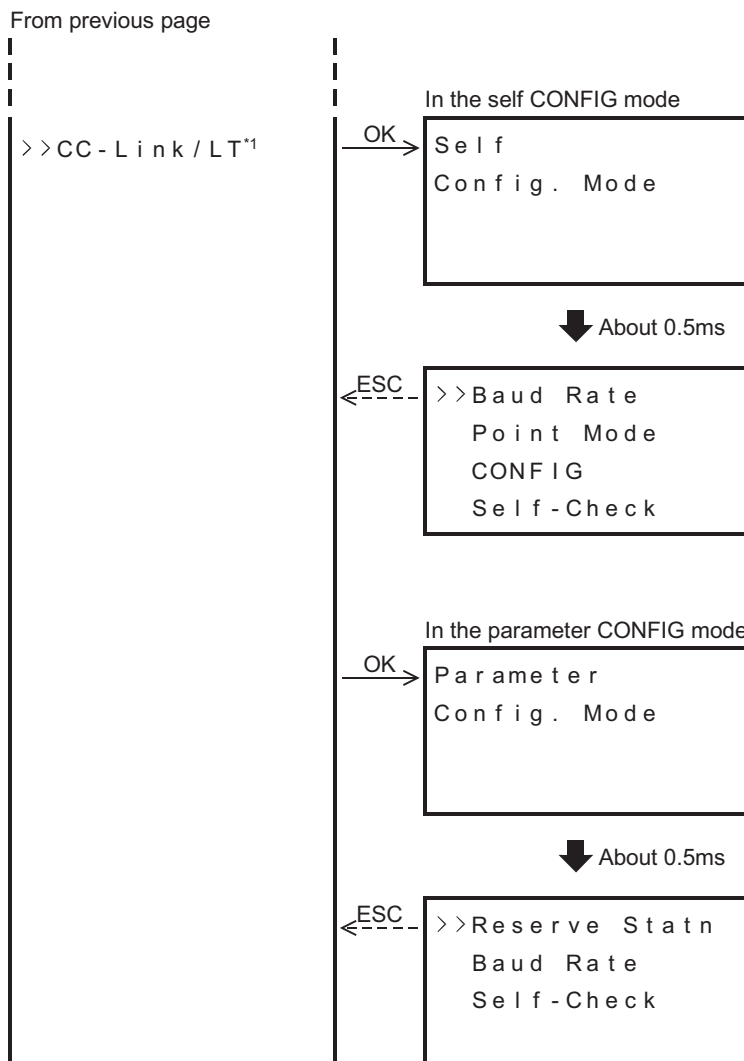 From previous page
In the self CONFIG mode
>>CC-Link/LT*1
OK
Self
Config. Mode
About 0.5ms
ESC
>>Baud Rate
Point Mode
CONFIG
Self-Check
In the parameter CONFIG mode
OK
Parameter
Config. Mode
About 0.5ms
ESC
>>Reserve Statn
Baud Rate
Self-Check